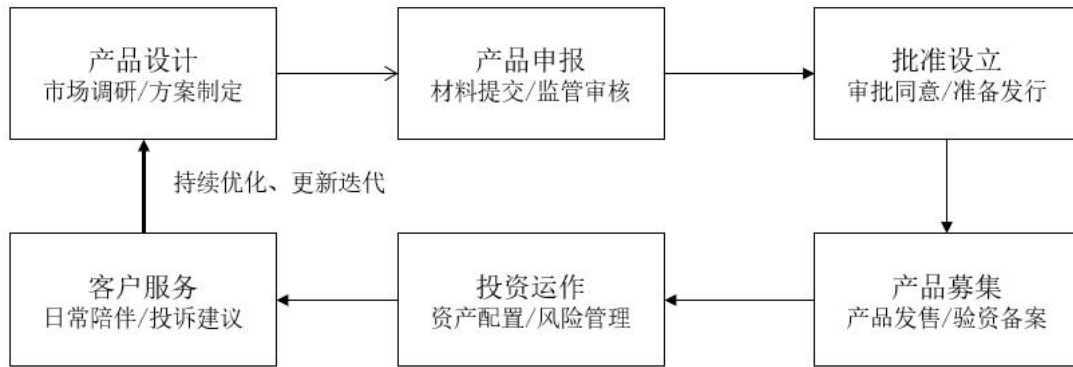 产品设计
市场调研/方案制定
产品申报
材料提交/监管审核
批准设立
审批同意/准备发行
持续优化、更新迭代
客户服务
日常陪伴/投诉建议
投资运作
资产配置/风险管理
产品募集
产品发售/验资备案